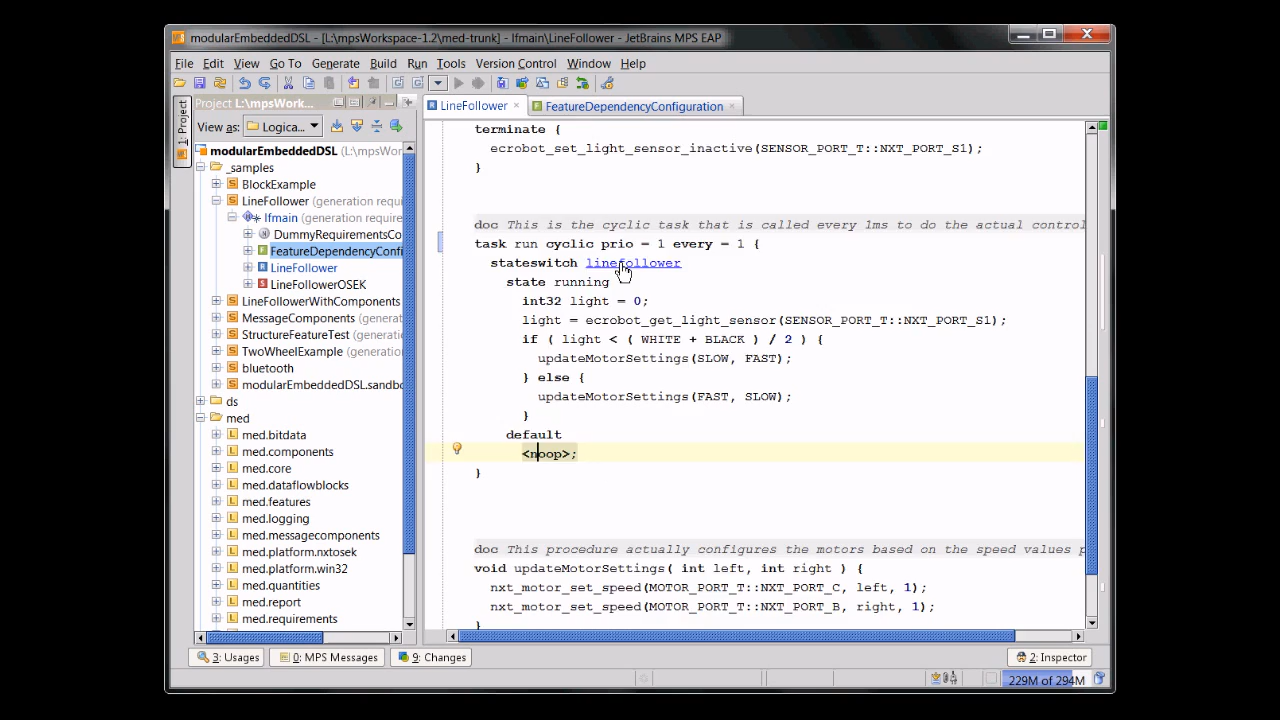 modularEmbeddedDSL - [L:\mpsWorkspace-1.2\med-trunk] - lfmain\LineFollower - JetBrains MPS EAP
File Edit View Go To Generate Build Run Tools Version Control Window Help
1: Project
Project L:\mpsWork...
View as: Logica...
modularEmbeddedDSL (L:\mpsWor
_samples
BlockExample
LineFollower (generation requi
lfmain (generation require
DummyRequirementsCo
FeatureDependencyConfi
LineFollower
LineFollowerOSEK
LineFollowerWithComponents
MessageComponents (generat
StructureFeatureTest (generat
TwoWheelExample (generation
bluetooth
modularEmbeddedDSL.sandbo
ds
med
med.bitdata
med.components
med.core
med.dataflowblocks
med.features
med.logging
med.messagecomponents
med.platform.nxtosek
med.platform.win32
med.quantities
med.report
med.requirements
LineFollower FeatureDependencyConfiguration
terminate {
ecrobot_set_light_sensor_inactive(SENSOR_PORT_T::NXT_PORT_S1);
}
doc This is the cyclic task that is called every 1ms to do the actual control
task run cyclic prio = 1 every = 1 {
stateswitch linefollower
state running
int32 light = 0;
light = ecrobot_get_light_sensor(SENSOR_PORT_T::NXT_PORT_S1);
if ( light < ( WHITE + BLACK ) / 2 ) {
updateMotorSettings(SLOW, FAST);
} else {
updateMotorSettings(FAST, SLOW);
}
default
<noop>;
}
doc This procedure actually configures the motors based on the speed values p
void updateMotorSettings( int left, int right ) {
nxt_motor_set_speed(MOTOR_PORT_T::NXT_PORT_C, left, 1);
nxt_motor_set_speed(MOTOR_PORT_T::NXT_PORT_B, right, 1);
}
3: Usages 0: MPS Messages 9: Changes 2: Inspector
229M of 294M